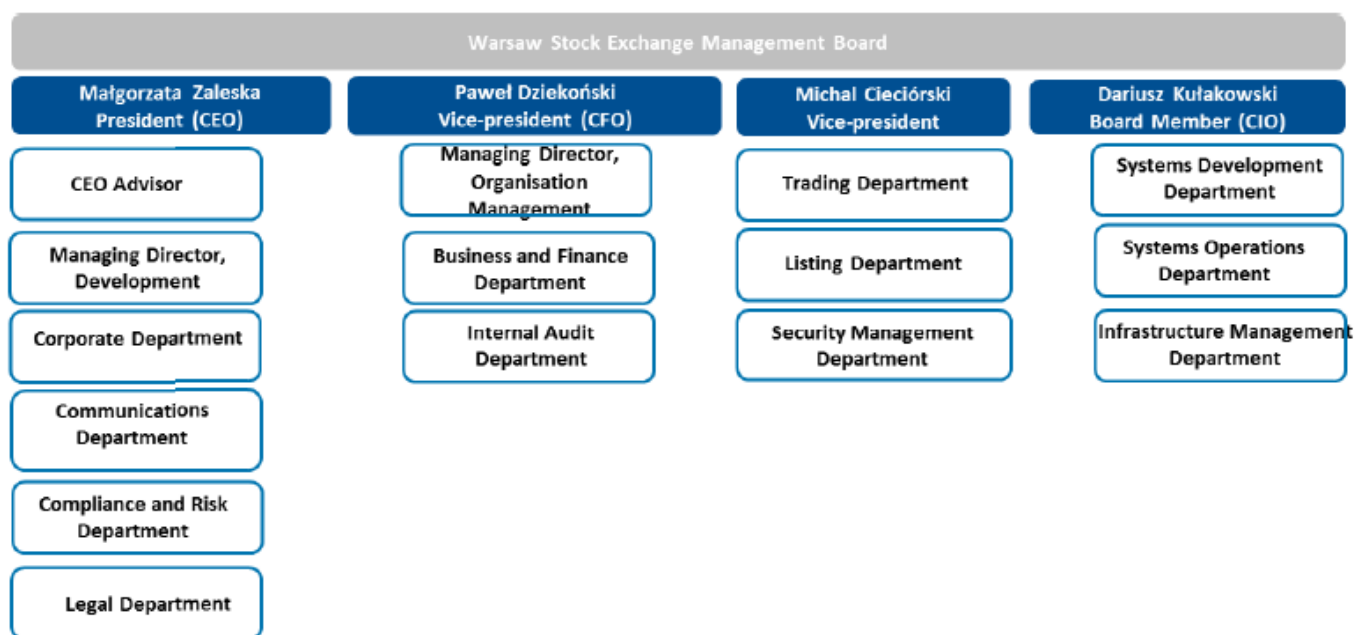 Warsaw Stock Exchange Management Board
Małgorzata Zaleska
President (CEO)
CEO Advisor
Managing Director,
Development
Corporate Department
Communications
Department
Compliance and Risk
Department
Legal Department
Paweł Dziekoński
Vice-president (CFO)
Managing Director,
Organisation
Management
Business and Finance
Department
Internal Audit
Department
Michal Cieciórski
Vice-president
Trading Department
Listing Department
Security Management
Department
Dariusz Kułakowski
Board Member (CIO)
Systems Development
Department
Systems Operations
Department
Infrastructure Management
Department